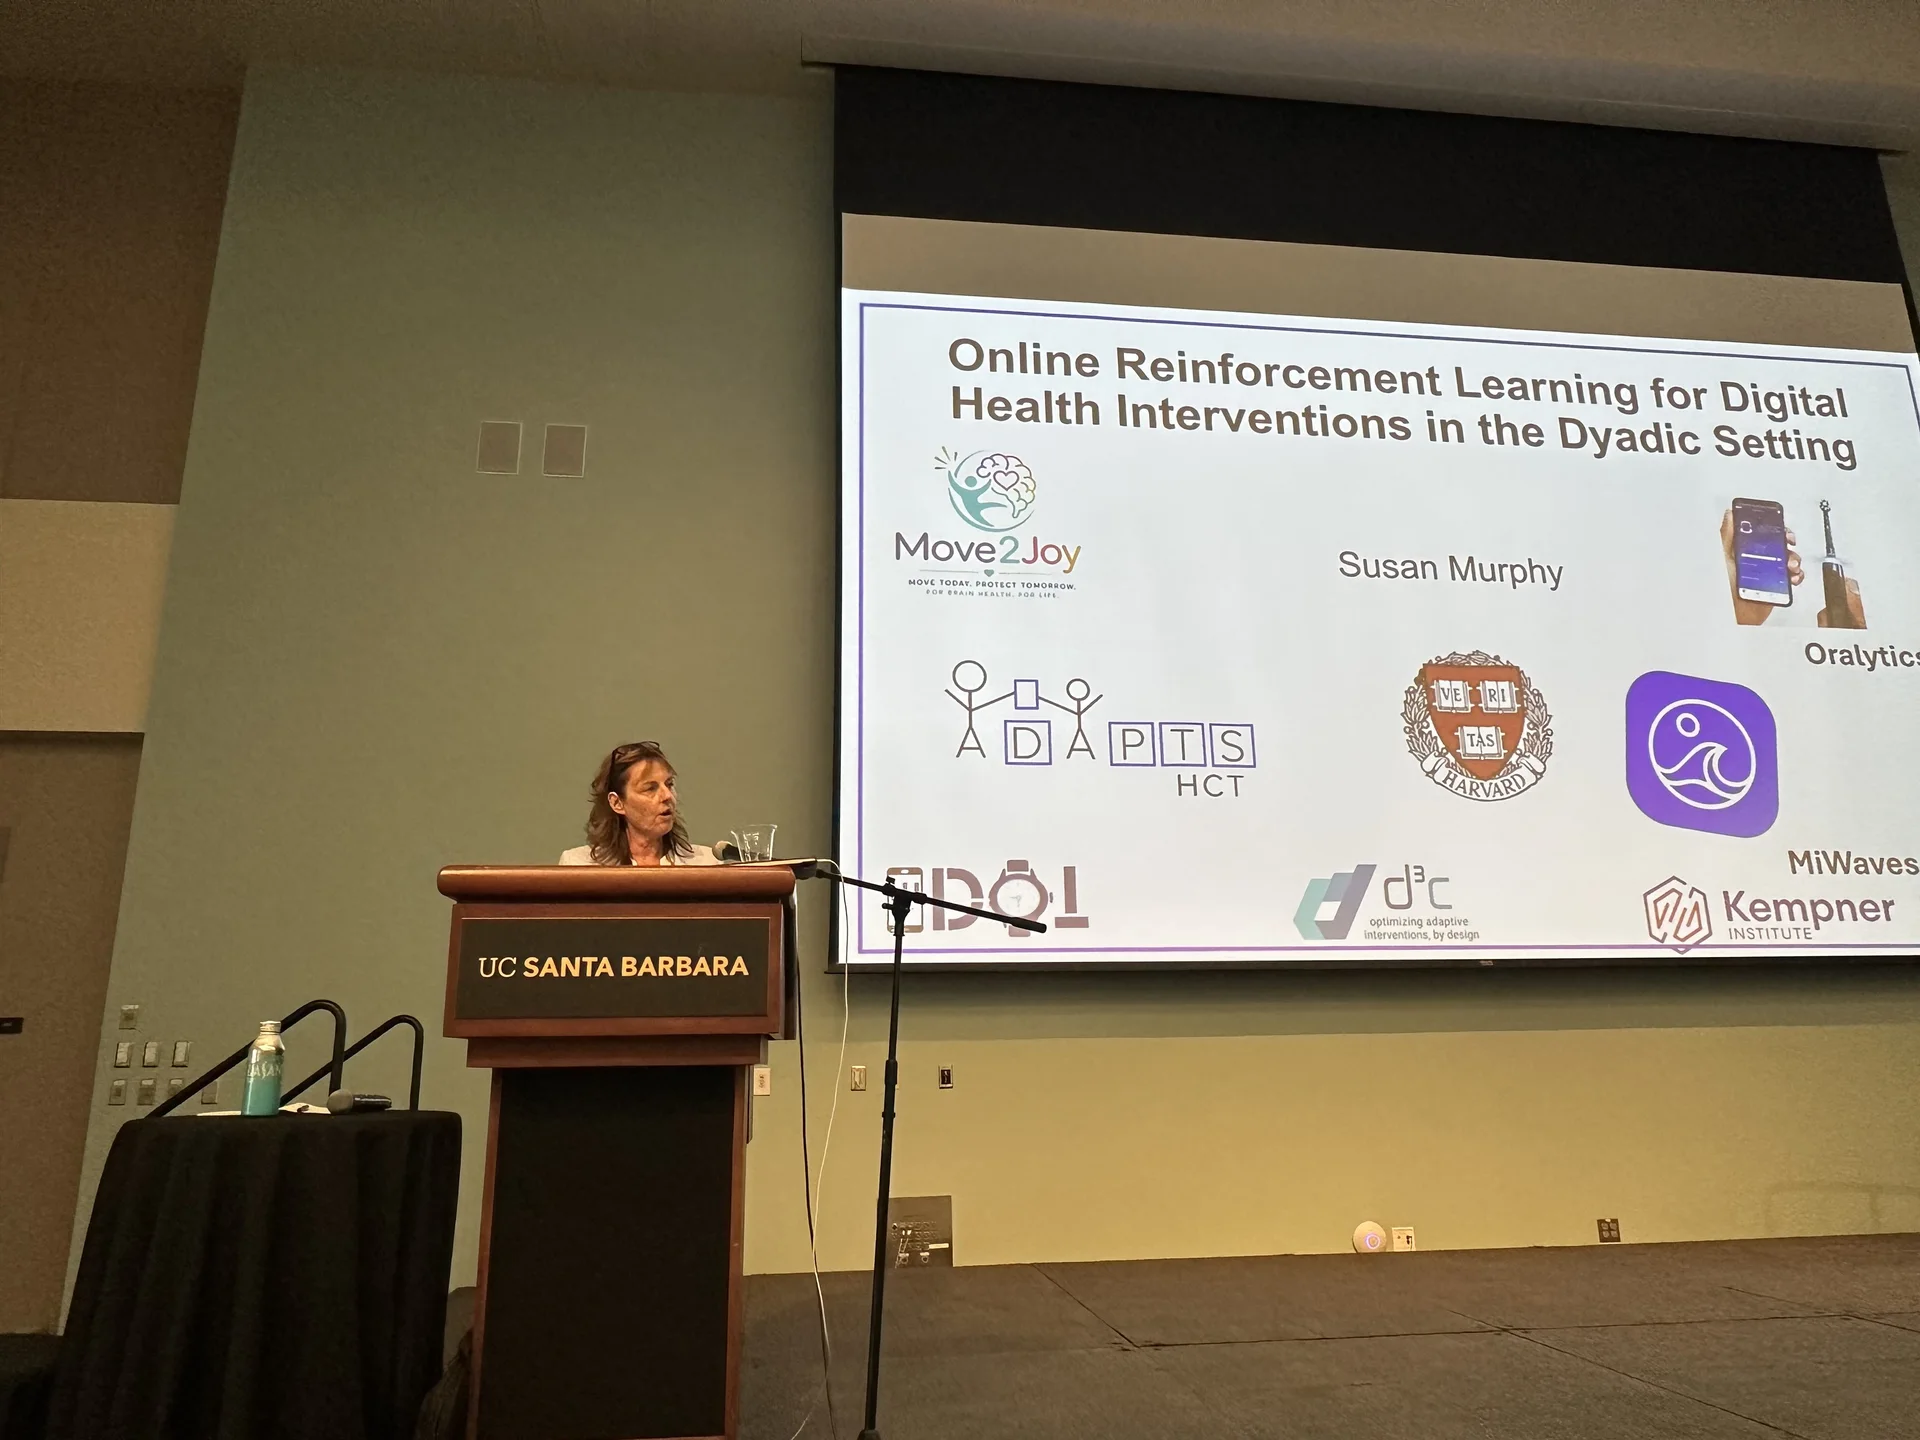 Online Reinforcement Learning for Digital
Health Interventions in the Dyadic Setting
Move2Joy
MOVE TODAY. PROTECT TOMORROW.
FOR BRAIN HEALTH. FOR LIFE.
Susan Murphy
Oralytics
ADAPTS
HCT
VE RI
TAS
HARVARD
MiWaves
d³c
optimizing adaptive
interventions, by design
Kempner
INSTITUTE
UC SANTA BARBARA
DASANI